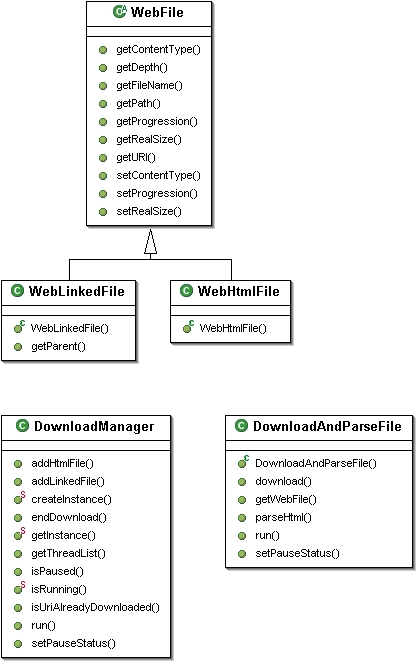 WebFile
getContentType()
getDepth()
getFileName()
getPath()
getProgression()
getRealSize()
getURI()
setContentType()
setProgression()
setRealSize()
WebLinkedFile
WebLinkedFile()
getParent()
WebHtmlFile
WebHtmlFile()
DownloadManager
addHtmlFile()
addLinkedFile()
createInstance()
endDownload()
getInstance()
getThreadList()
isPaused()
isRunning()
isUriAlreadyDownloaded()
run()
setPauseStatus()
DownloadAndParseFile
DownloadAndParseFile()
download()
getWebFile()
parseHtml()
run()
setPauseStatus()